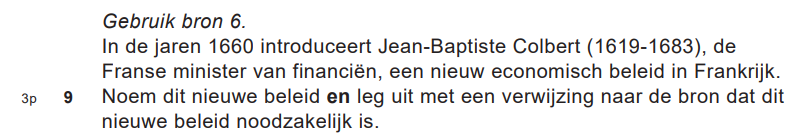 Gebruik bron 6.
In de jaren 1660 introduceert Jean-Baptiste Colbert (1619-1683), de
Franse minister van financiën, een nieuw economisch beleid in Frankrijk.
3p 9 Noem dit nieuwe beleid en leg uit met een verwijzing naar de bron dat dit
nieuwe beleid noodzakelijk is.